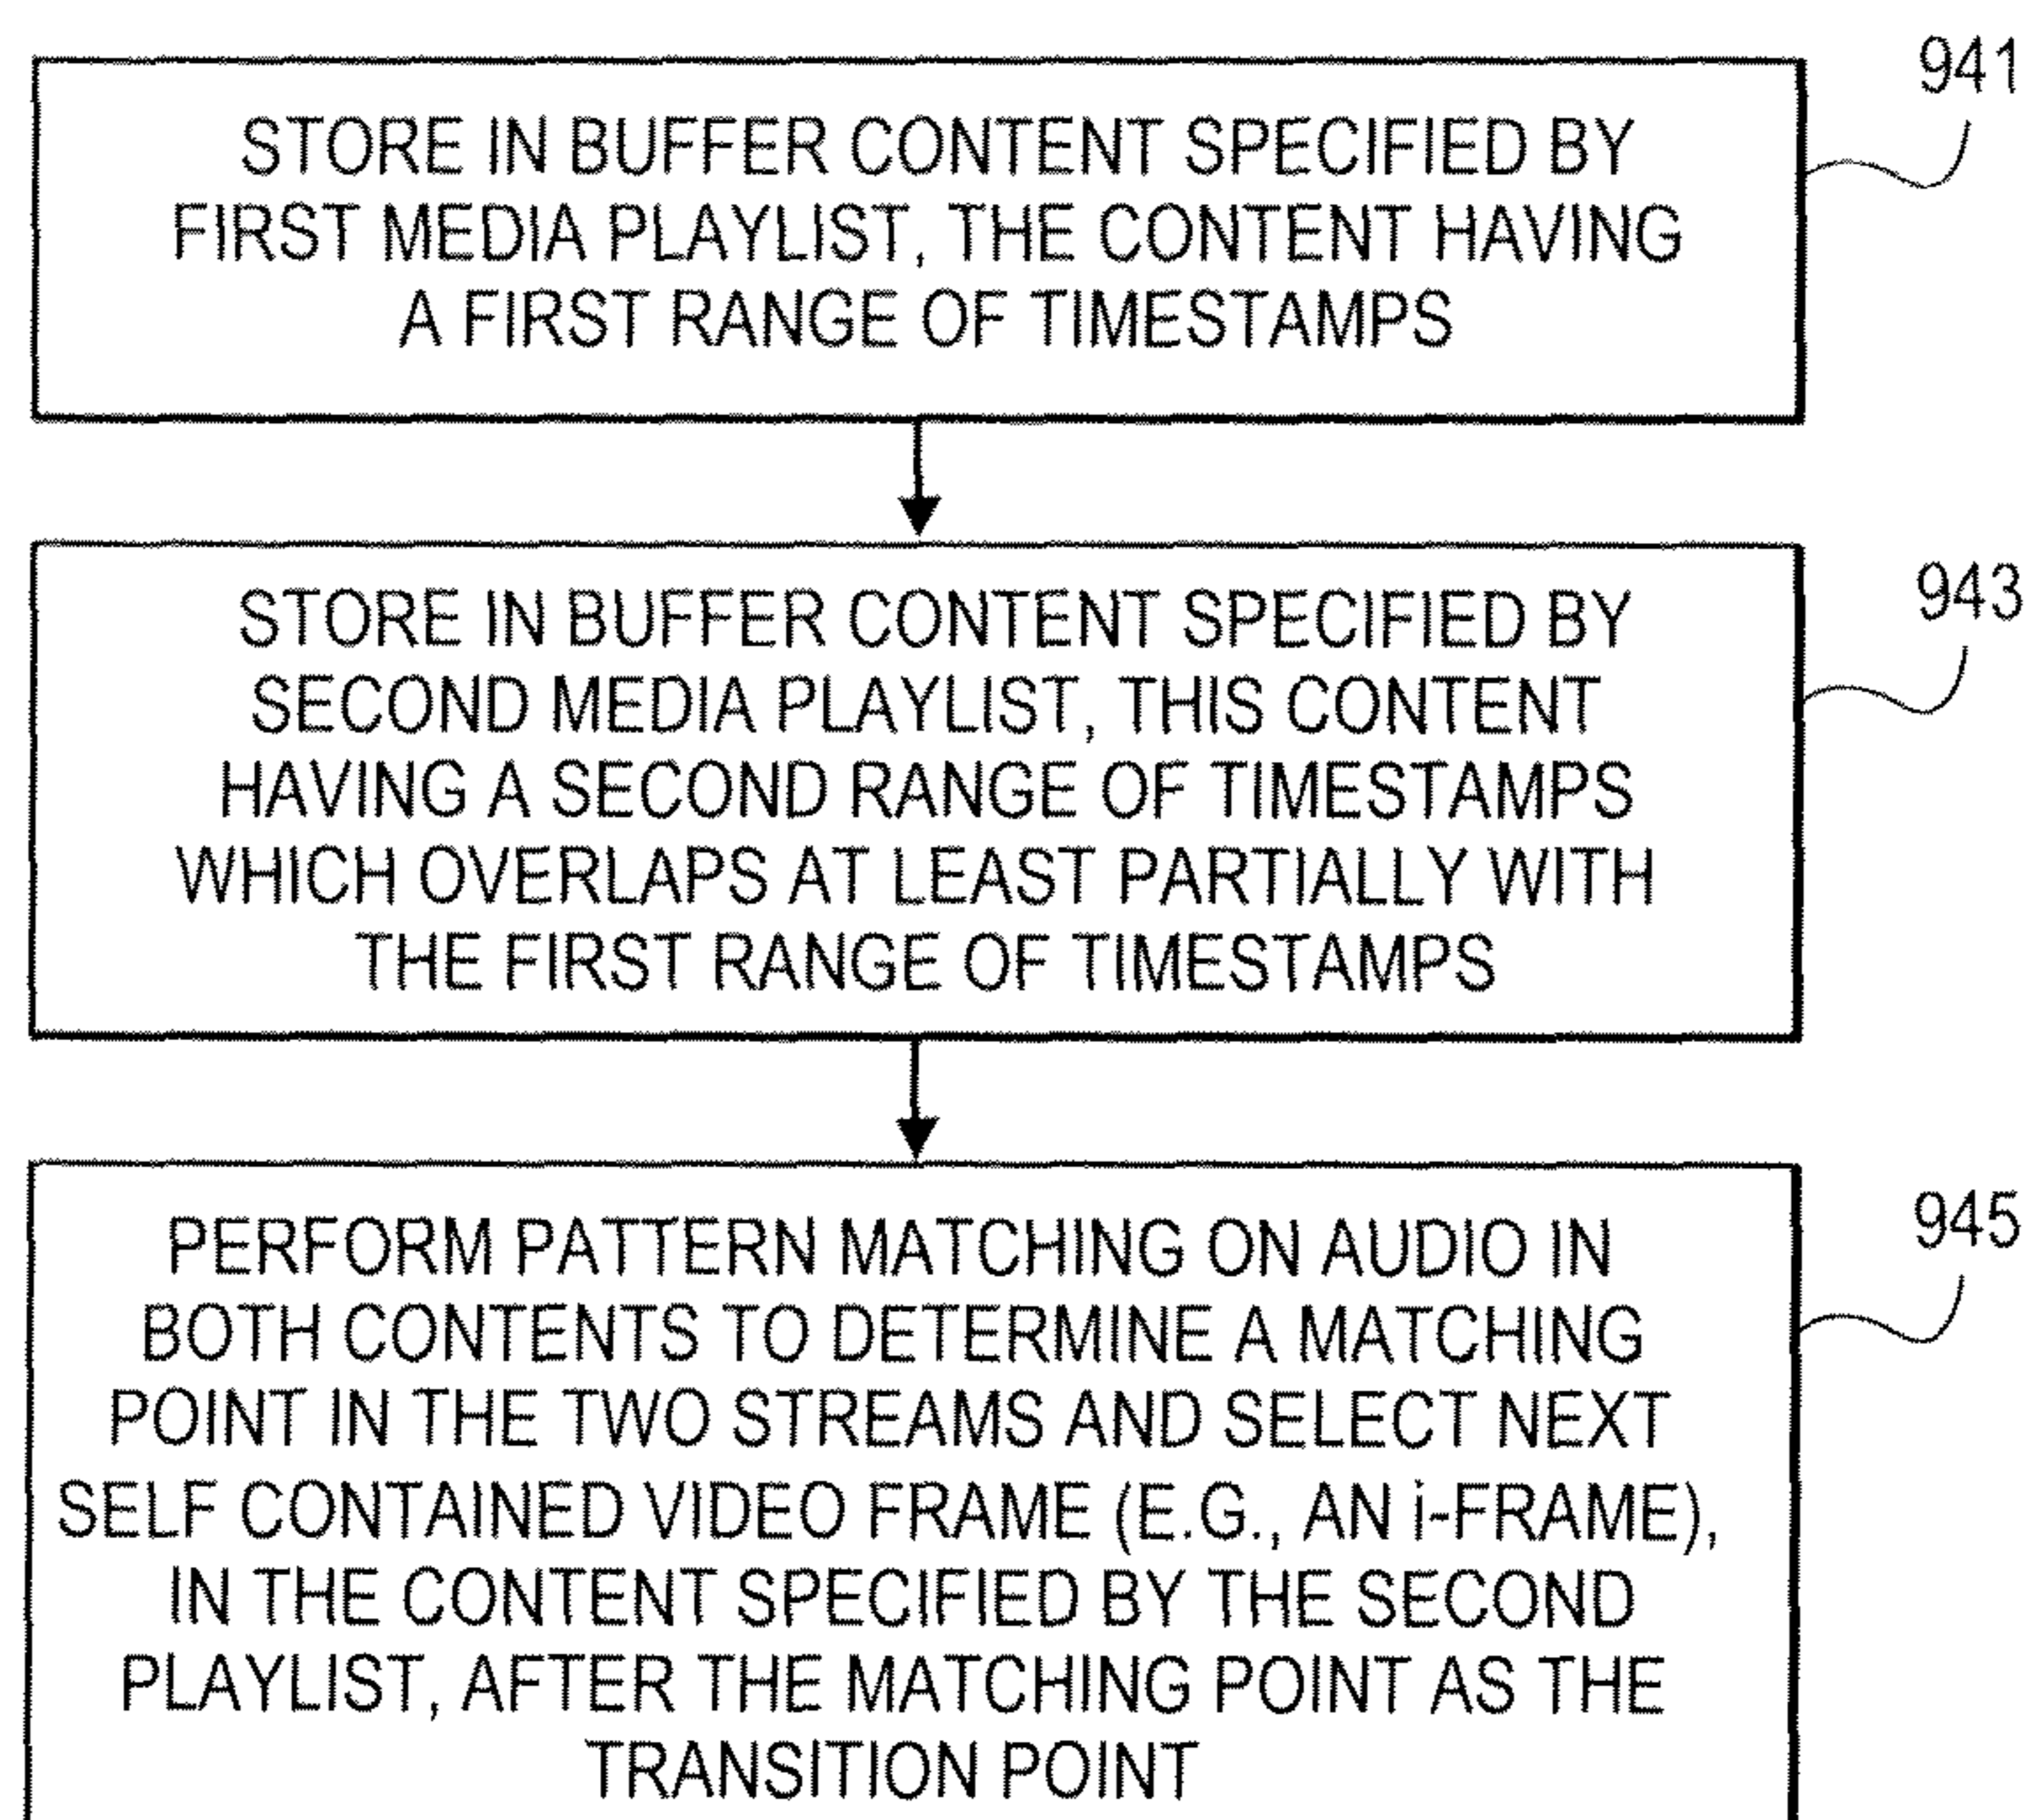 941
STORE IN BUFFER CONTENT SPECIFIED BY
FIRST MEDIA PLAYLIST, THE CONTENT HAVING
A FIRST RANGE OF TIMESTAMPS
943
STORE IN BUFFER CONTENT SPECIFIED BY
SECOND MEDIA PLAYLIST, THIS CONTENT
HAVING A SECOND RANGE OF TIMESTAMPS
WHICH OVERLAPS AT LEAST PARTIALLY WITH
THE FIRST RANGE OF TIMESTAMPS
945
PERFORM PATTERN MATCHING ON AUDIO IN
BOTH CONTENTS TO DETERMINE A MATCHING
POINT IN THE TWO STREAMS AND SELECT NEXT
SELF CONTAINED VIDEO FRAME (E.G., AN i-FRAME),
IN THE CONTENT SPECIFIED BY THE SECOND
PLAYLIST, AFTER THE MATCHING POINT AS THE
TRANSITION POINT